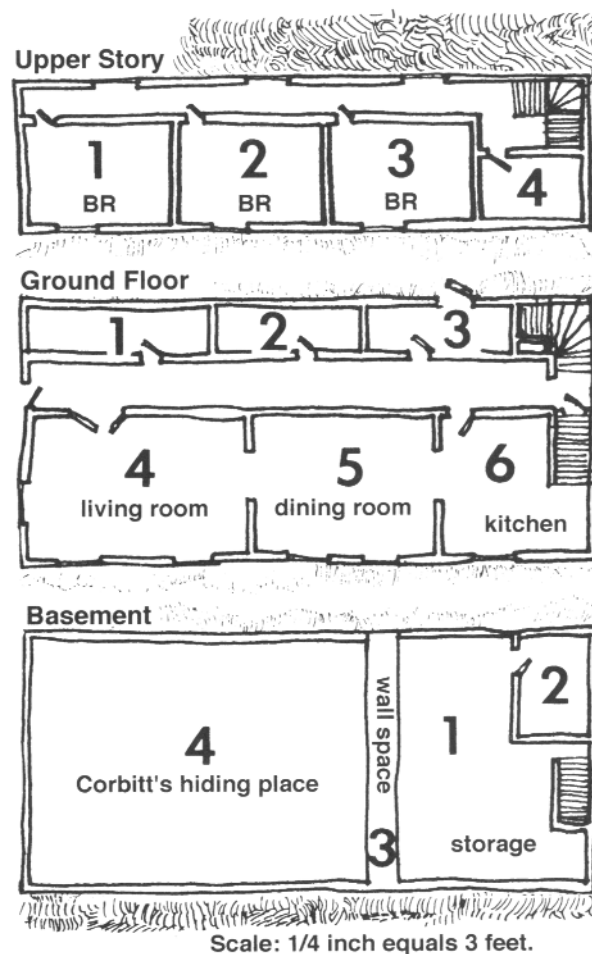 Upper Story
1
BR
2
BR
3
BR
4
Ground Floor
1
2
3
4
living room
5
dining room
6
kitchen
Basement
4
Corbitt's hiding place
wall space
3
1
storage
2
Scale: 1/4 inch equals 3 feet.